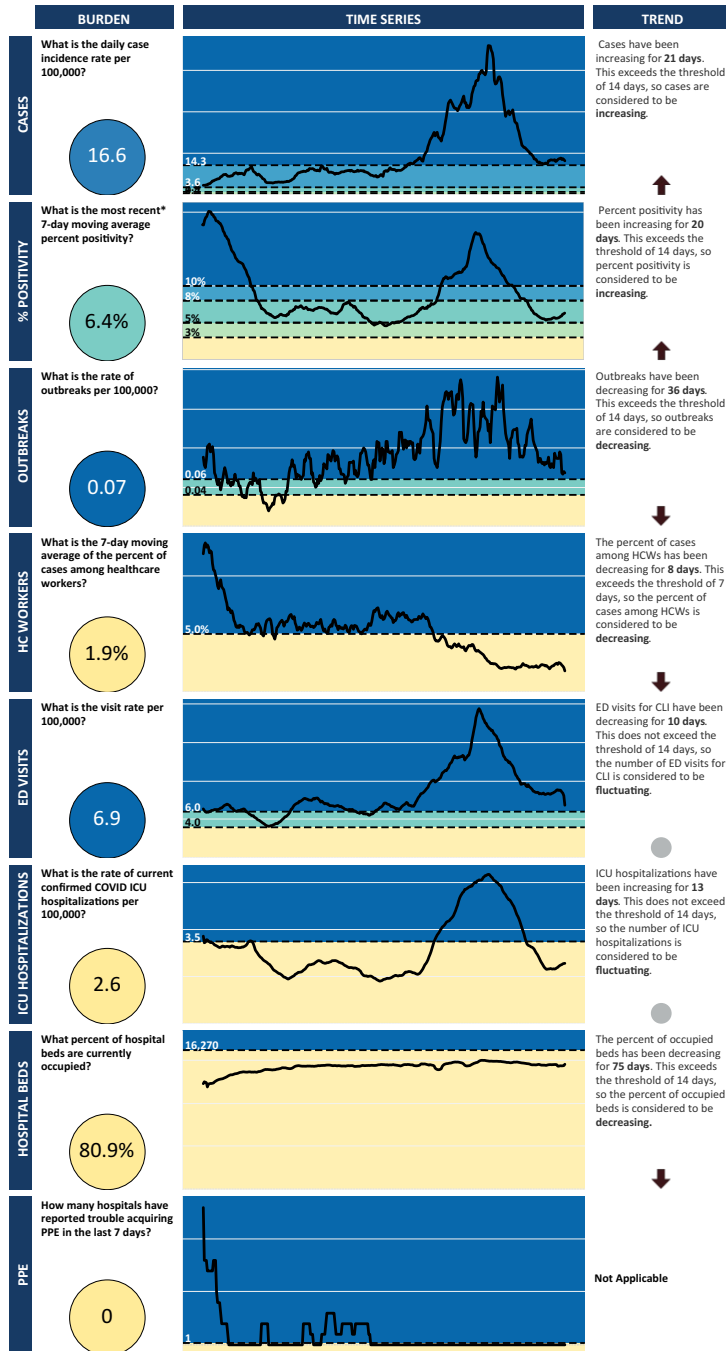 BURDEN
TIME SERIES
TREND
CASES
What is the daily case
incidence rate per
100,000?
16.6
14.3
3.6
Cases have been
increasing for 21 days.
This exceeds the threshold
of 14 days, so cases are
considered to be
increasing.
% POSITIVITY
What is the most recent*
7-day moving average
percent positivity?
6.4%
10%
8%
5%
3%
Percent positivity has
been increasing for 20
days. This exceeds the
threshold of 14 days, so
percent positivity is
considered to be
increasing.
OUTBREAKS
What is the rate of
outbreaks per 100,000?
0.07
0.06
0.04
Outbreaks have been
decreasing for 36 days.
This exceeds the threshold
of 14 days, so outbreaks
are considered to be
decreasing.
HC WORKERS
What is the 7-day moving
average of the percent of
cases among healthcare
workers?
1.9%
5.0%
The percent of cases
among HCWs has been
decreasing for 8 days. This
exceeds the threshold of 7
days, so the percent of
cases among HCWs is
considered to be
decreasing.
ED VISITS
What is the visit rate per
100,000?
6.9
6.0
4.0
ED visits for CLI have been
decreasing for 10 days.
This does not exceed the
threshold of 14 days, so
the number of ED visits for
CLI is considered to be
fluctuating.
ICU HOSPITALIZATIONS
What is the rate of current
confirmed COVID ICU
hospitalizations per
100,000?
2.6
3.5
ICU hospitalizations have
been increasing for 13
days. This does not exceed
the threshold of 14 days,
so the number of ICU
hospitalizations is
considered to be
fluctuating.
HOSPITAL BEDS
What percent of hospital
beds are currently
occupied?
80.9%
16,270
The percent of occupied
beds has been decreasing
for 75 days. This exceeds
the threshold of 14 days,
so the percent of occupied
beds is considered to be
decreasing.
PPE
How many hospitals have
reported trouble acquiring
PPE in the last 7 days?
0
1
Not Applicable